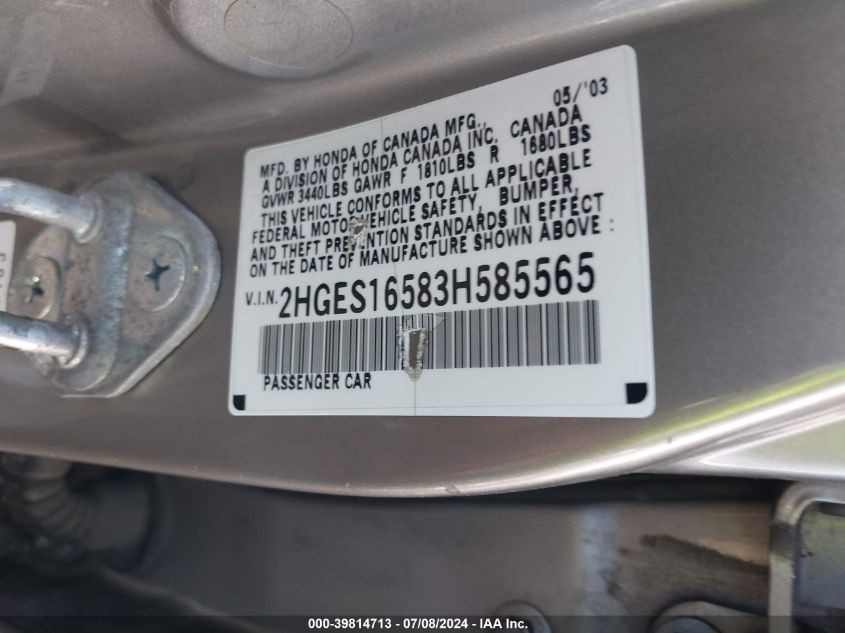 MFD. BY HONDA OF CANADA MFG., 05/'03
A DIVISION OF HONDA CANADA INC, CANADA
GVWR 3440LBS GAWR F 1810LBS R 1680LBS
THIS VEHICLE CONFORMS TO ALL APPLICABLE
FEDERAL MOTOR VEHICLE SAFETY, BUMPER,
AND THEFT PREVENTION STANDARDS IN EFFECT
ON THE DATE OF MANUFACTURE SHOWN ABOVE :
V.I.N. 2HGES16583H585565
PASSENGER CAR
000-39814713 / 07/08/2024 - IAA Inc.